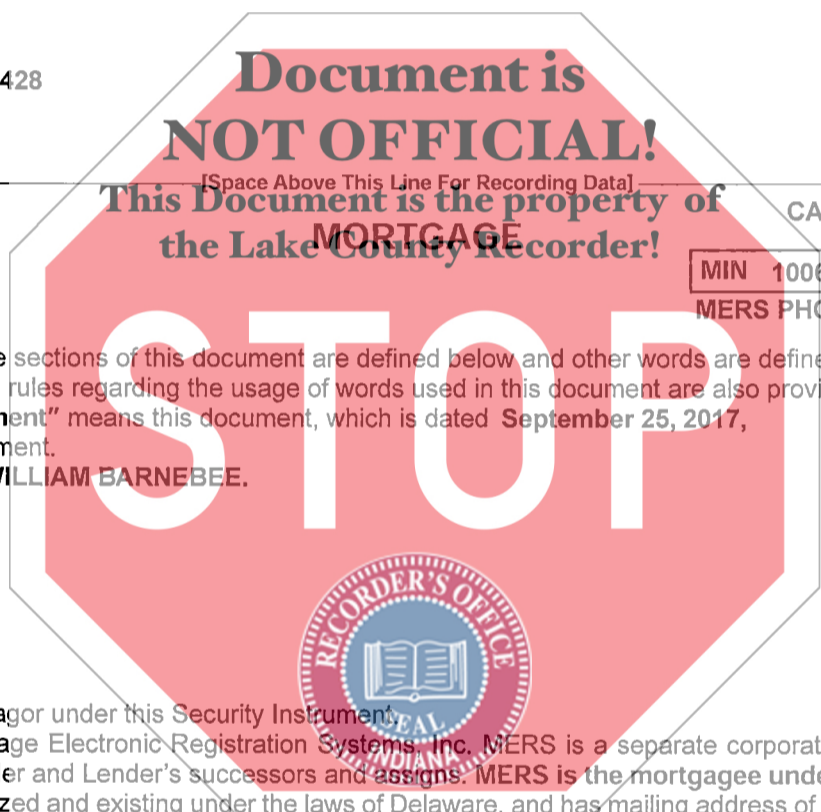 428
Document is
NOT OFFICIAL!
[Space Above This Line For Recording Data]
This Document is the property of
CA
MORTGAGE
the Lake County Recorder!
MIN 1006
MERS PHO
e sections of this document are defined below and other words are define
rules regarding the usage of words used in this document are also provi
ent" means this document, which is dated September 25, 2017,
ment.
WILLIAM BARNEBEE.
STOP
RECORDER'S OFFICE
SEAL
INDIANA
agor under this Security Instrument.
age Electronic Registration Systems, Inc. MERS is a separate corporat
er and Lender's successors and assigns. MERS is the mortgagee unde
zed and existing under the laws of Delaware, and has mailing address of